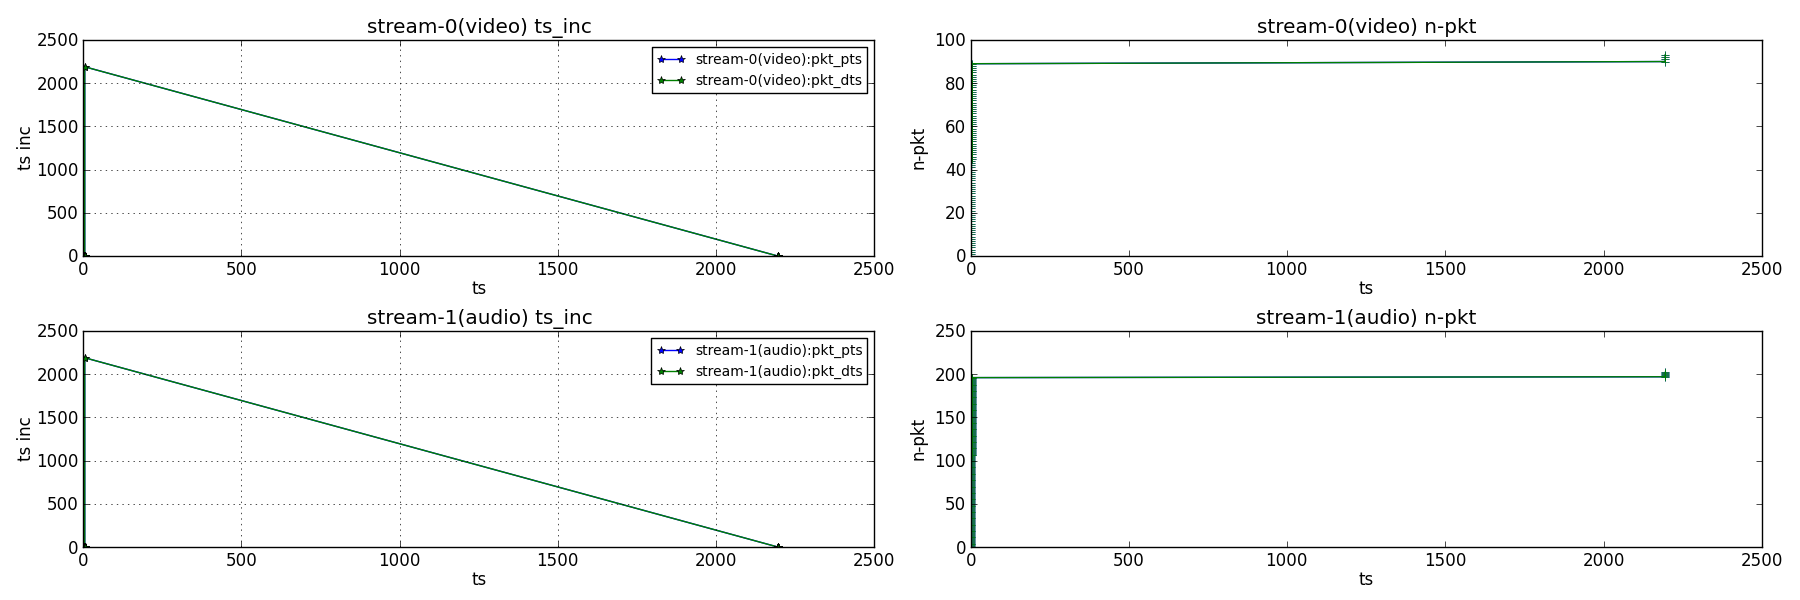 stream-0(video) ts_inc
2500
2000
1500
1000
500
0
ts inc
stream-0(video):pkt_pts
stream-0(video):pkt_dts
0 500 1000 1500 2000 2500
ts
stream-0(video) n-pkt
100
80
60
40
20
0
n-pkt
0 500 1000 1500 2000 2500
ts
stream-1(audio) ts_inc
2500
2000
1500
1000
500
0
ts inc
stream-1(audio):pkt_pts
stream-1(audio):pkt_dts
0 500 1000 1500 2000 2500
ts
stream-1(audio) n-pkt
250
200
150
100
50
0
n-pkt
0 500 1000 1500 2000 2500
ts